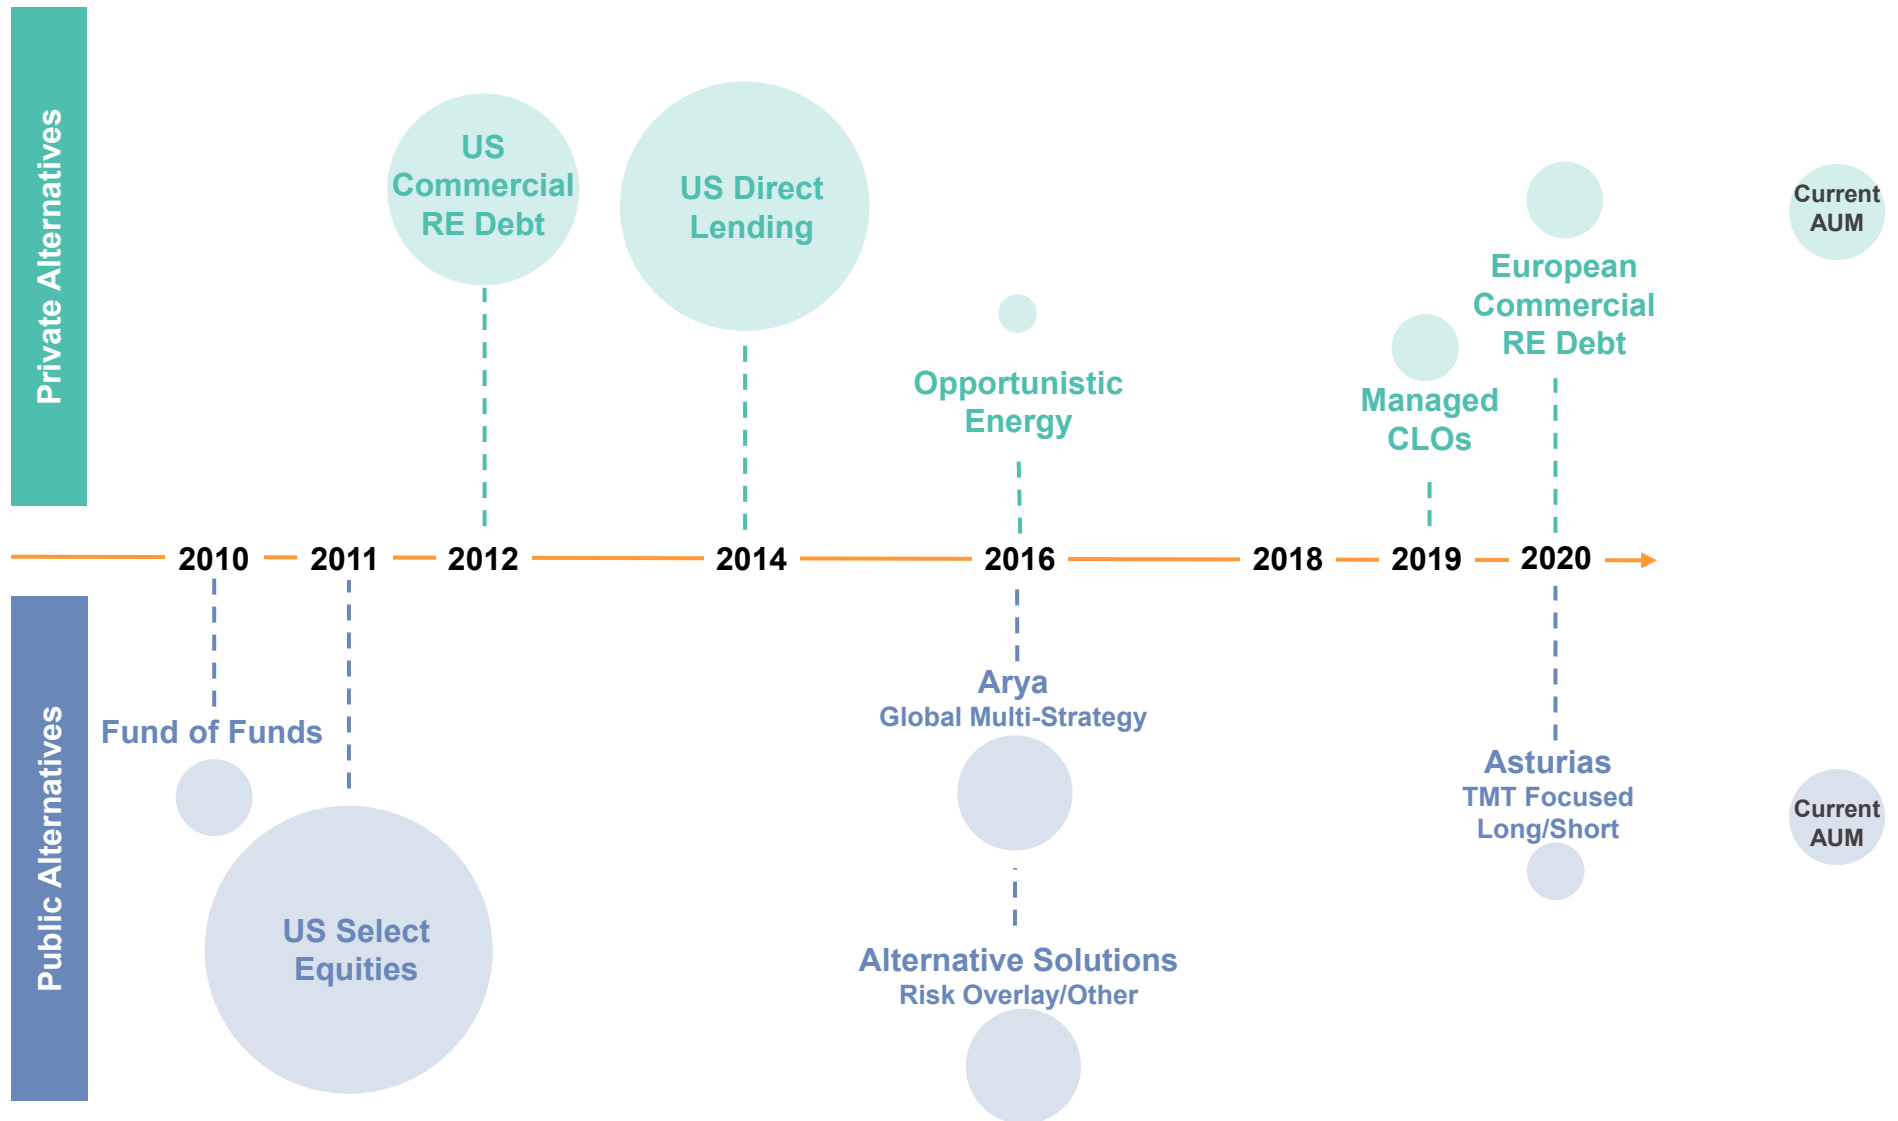 Private Alternatives
US
Commercial
RE Debt
US Direct
Lending
Opportunistic
Energy
Managed
CLOs
European
Commercial
RE Debt
Current
AUM
2010
2011
2012
2014
2016
2018
2019
2020
Public Alternatives
Fund of Funds
US Select
Equities
Arya
Global Multi-Strategy
Alternative Solutions
Risk Overlay/Other
Asturias
TMT Focused
Long/Short
Current
AUM